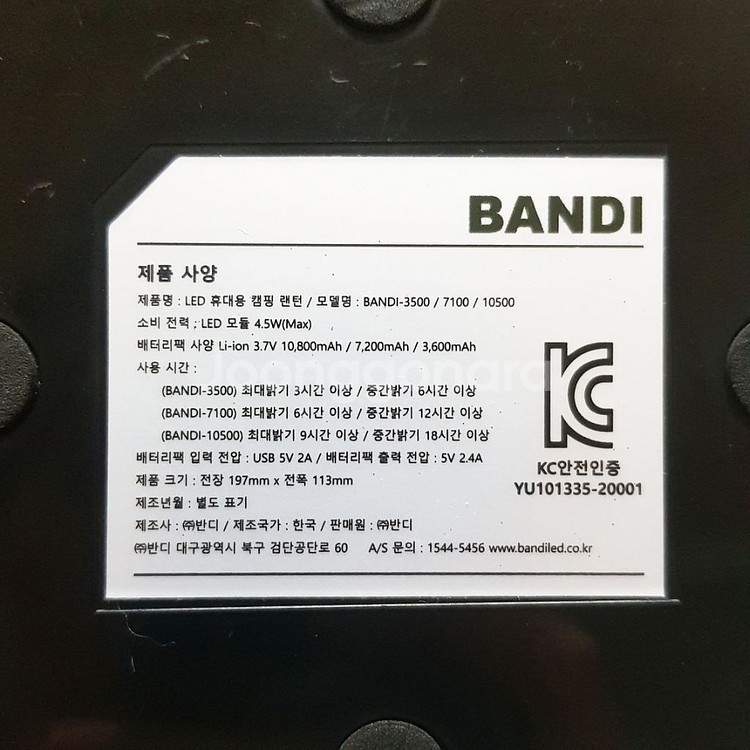 BANDI
제품 사양
제품명 : LED 휴대용 캠핑 랜턴 / 모델명 : BANDI-3500 / 7100 / 10500
소비 전력 : LED 모듈 4.5W(Max)
배터리팩 사양 Li-ion 3.7V 10,800mAh / 7,200mAh / 3,600mAh
사용 시간 :
(BANDI-3500) 최대밝기 3시간 이상 / 중간밝기 6시간 이상
(BANDI-7100) 최대밝기 6시간 이상 / 중간밝기 12시간 이상
(BANDI-10500) 최대밝기 9시간 이상 / 중간밝기 18시간 이상
배터리팩 입력 전압 : USB 5V 2A / 배터리팩 출력 전압 : 5V 2.4A
제품 크기 : 전장 197mm x 전폭 113mm
제조년월 : 별도 표기
제조사 : ㈜반디 / 제조국가 : 한국 / 판매원 : ㈜반디
㈜반디 대구광역시 북구 검단공단로 60 A/S 문의 : 1544-5456 www.bandiled.co.kr
KC안전인증
YU101335-20001